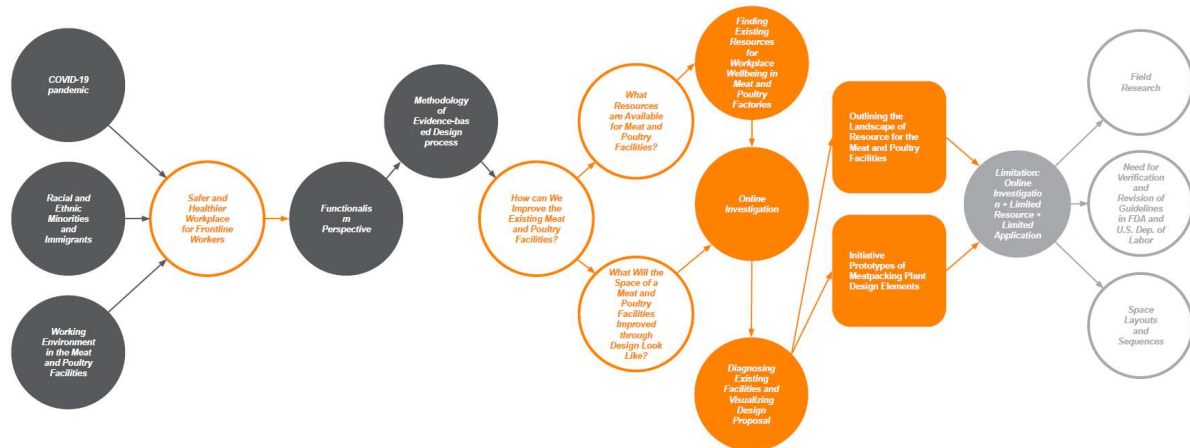 COVID-19
pandemic
Racial and
Ethnic
Minorities
and
Immigrants
Working
Environment
in the Meat
and Poultry
Facilities
Safer and
Healthier
Workplace
for Frontline
Workers
Functionalis
m
Perspective
Methodology
of
Evidence-bas
ed Design
process
How can We
Improve the
Existing Meat
and Poultry
Facilities?
What
Resources
are Available
for Meat and
Poultry
Facilities?
What Will the
Space of a
Meat and
Poultry
Facilities
Improved
through
Design Look
Like?
Finding
Existing
Resources
for
Workplace
Wellbeing in
Meat and
Poultry
Factories
Online
Investigation
Diagnosing
Existing
Facilities and
Visualizing
Design
Proposal
Outlining the
Landscape of
Resource for the
Meat and Poultry
Facilities
Initiative
Prototypes of
Meatpacking Plant
Design Elements
Limitation:
Online
Investigatio
n + Limited
Resource +
Limited
Application
Field
Research
Need for
Verification
and
Revision of
Guidelines
in FDA and
U.S. Dep. of
Labor
Space
Layouts
and
Sequences